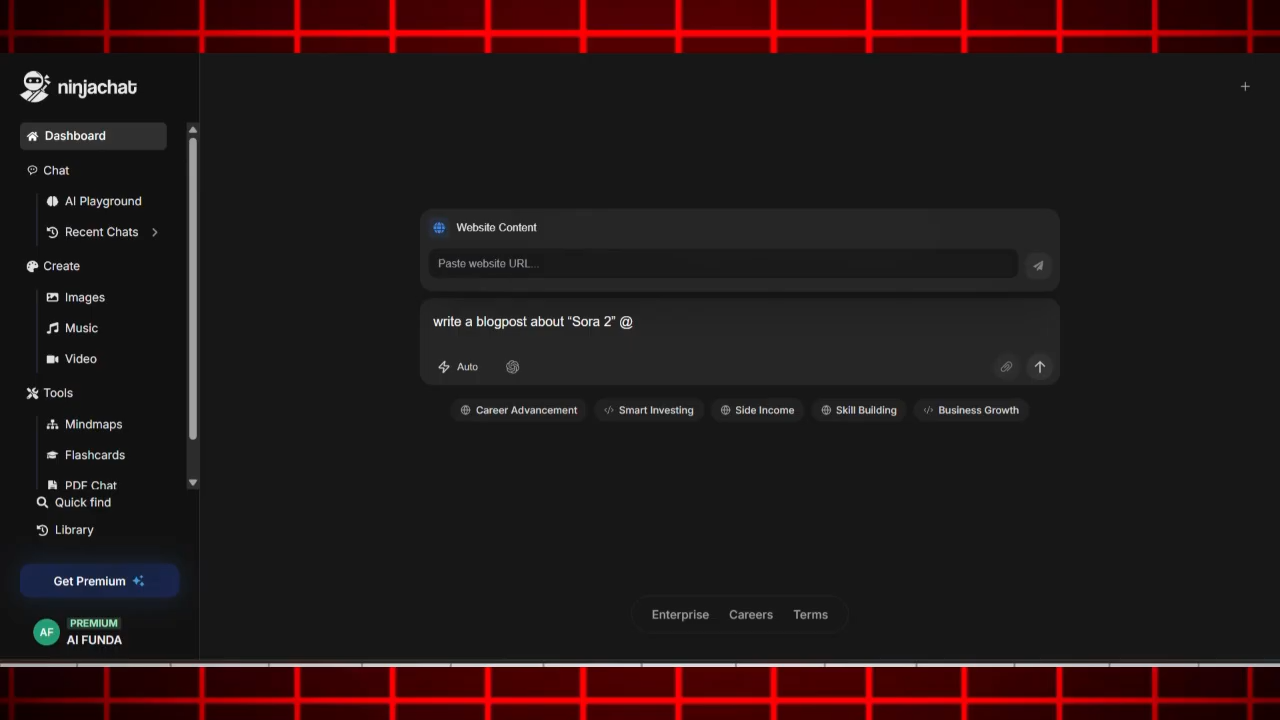 ninjachat
Dashboard
Chat
AI Playground
Recent Chats
Create
Images
Music
Video
Tools
Mindmaps
Flashcards
PDF Chat
Quick find
Library
Get Premium
AF
PREMIUM
AI FUNDA
Website Content
Paste website URL...
write a blogpost about “Sora 2” @
Auto
Career Advancement
Smart Investing
Side Income
Skill Building
Business Growth
Enterprise Careers Terms